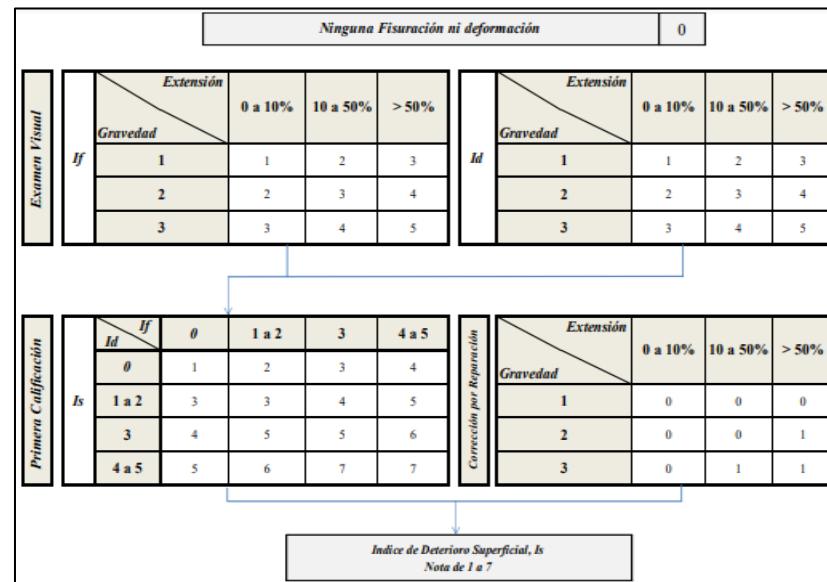 Ninguna Fisuración ni deformación 0
Examen Visual
If
Extensión
Gravedad
0 a 10% 10 a 50% > 50%
1 1 2 3
2 2 3 4
3 3 4 5
Id
Extensión
Gravedad
0 a 10% 10 a 50% > 50%
1 1 2 3
2 2 3 4
3 3 4 5
Primera Calificación
Is
If
Id
0 1 a 2 3 4 a 5
0 1 2 3 4
1 a 2 3 3 4 5
3 4 5 5 6
4 a 5 5 6 7 7
Corrección por Reparación
Extensión
Gravedad
0 a 10% 10 a 50% > 50%
1 0 0 0
2 0 0 1
3 0 1 1
Indice de Deterioro Superficial, Is
Nota de 1 a 7